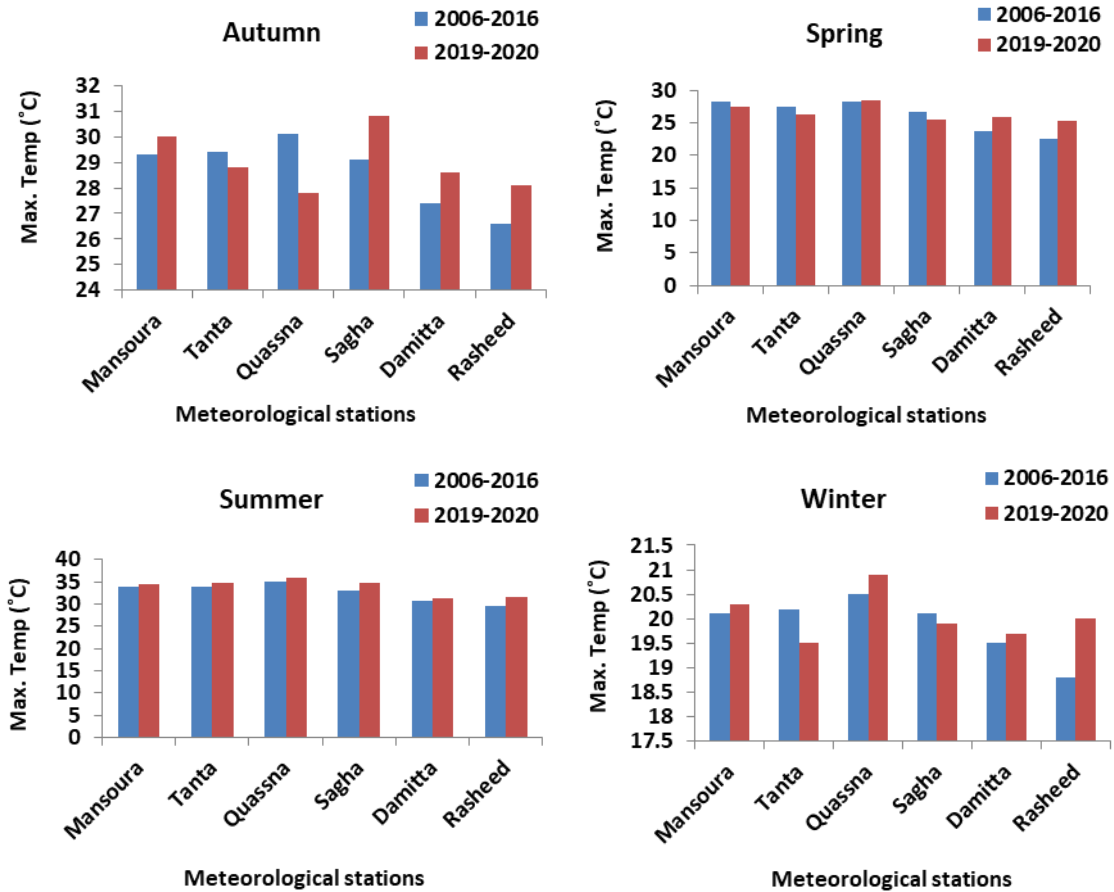 Autumn
2006-2016
2019-2020
Max. Temp (˚C)
32
31
30
29
28
27
26
25
24
Mansoura
Tanta
Quassna
Sagha
Damitta
Rasheed
Meteorological stations
Spring
2006-2016
2019-2020
Max. Temp (˚C)
30
25
20
15
10
5
0
Mansoura
Tanta
Quassna
Sagha
Damitta
Rasheed
Meteorological stations
Summer
2006-2016
2019-2020
Max. Temp (˚C)
40
35
30
25
20
15
10
5
0
Mansoura
Tanta
Quassna
Sagha
Damitta
Rasheed
Meteorological stations
Winter
2006-2016
2019-2020
Max. Temp (˚C)
21.5
21
20.5
20
19.5
19
18.5
18
17.5
Mansoura
Tanta
Quassna
Sagha
Damitta
Rasheed
Meteorological stations